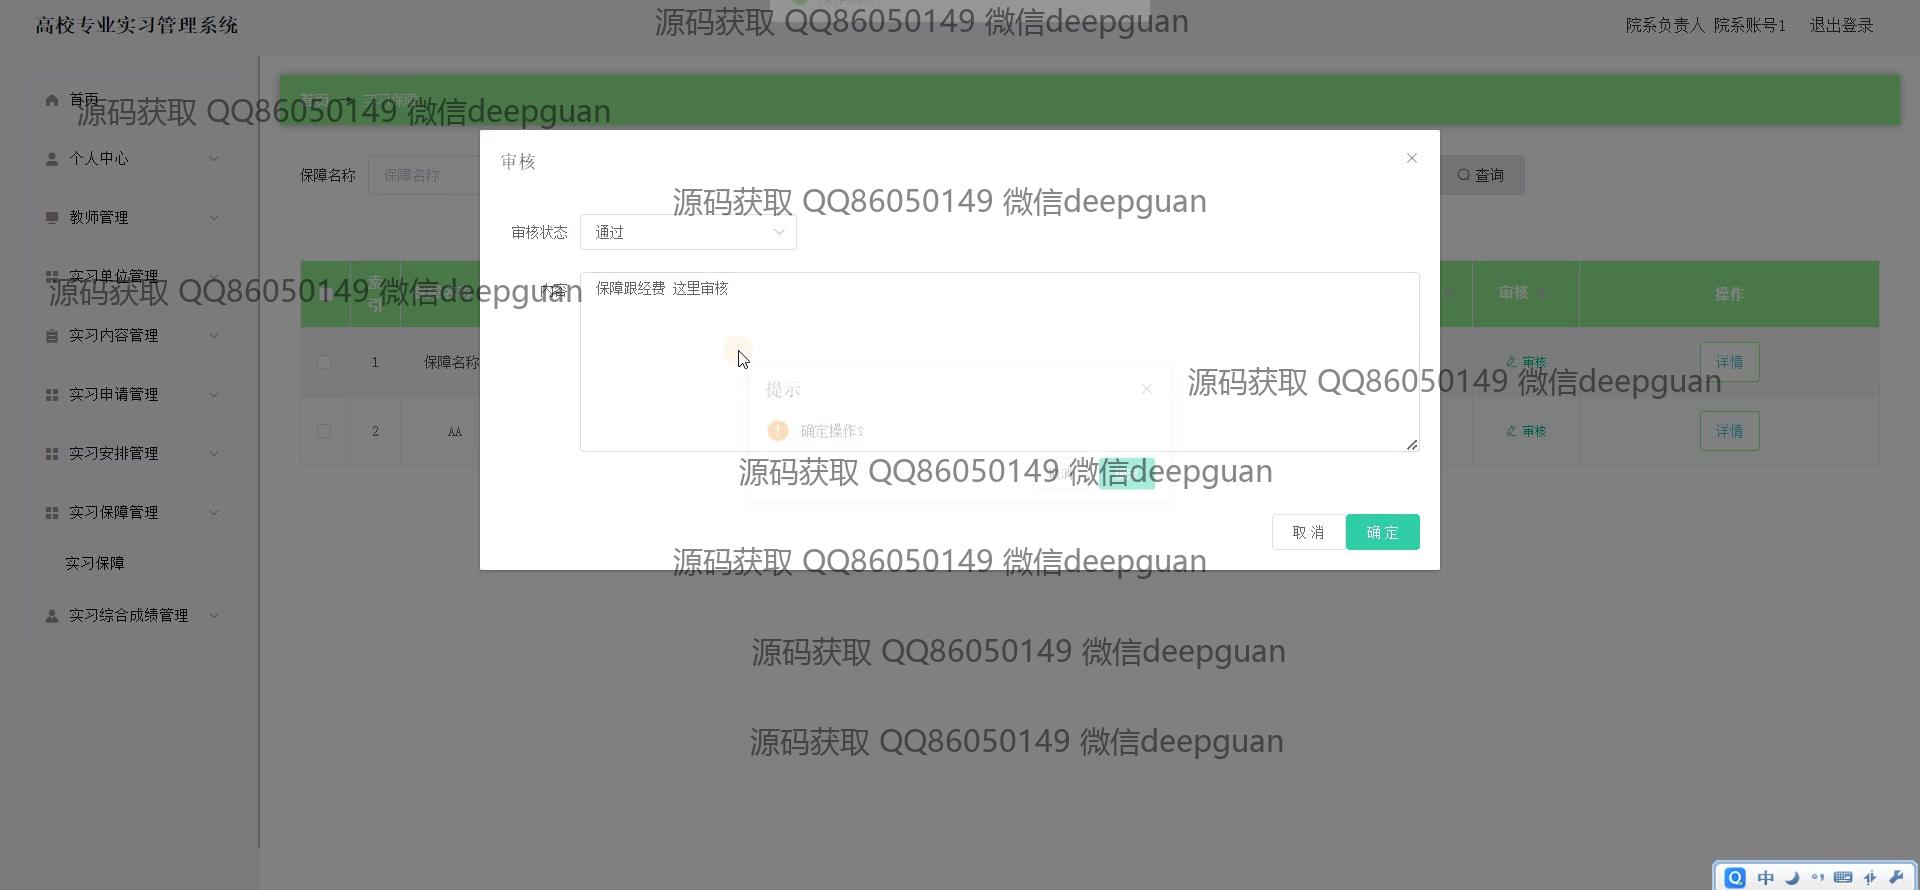 高校专业实习管理系统
院系负责人 院系账号1
退出登录
源码获取 QQ86050149 微信deepguan
首页
首页
实习保障
源码获取 QQ86050149 微信deepguan
个人中心
审核
保障名称
保障名称
查询
教师管理
源码获取 QQ86050149 微信deepguan
审核状态
通过
实习单位管理
源码获取 QQ86050149 微信deepguan
索引
内容
保障跟经费 这里审核
审核
操作
实习内容管理
1
保障名称
审核
详情
源码获取 QQ86050149 微信deepguan
实习申请管理
提示
2
AA
确定操作?
审核
详情
实习安排管理
源码获取 QQ86050149 微信deepguan
实习保障管理
取 消
确 定
实习保障
源码获取 QQ86050149 微信deepguan
实习综合成绩管理
源码获取 QQ86050149 微信deepguan
源码获取 QQ86050149 微信deepguan
中